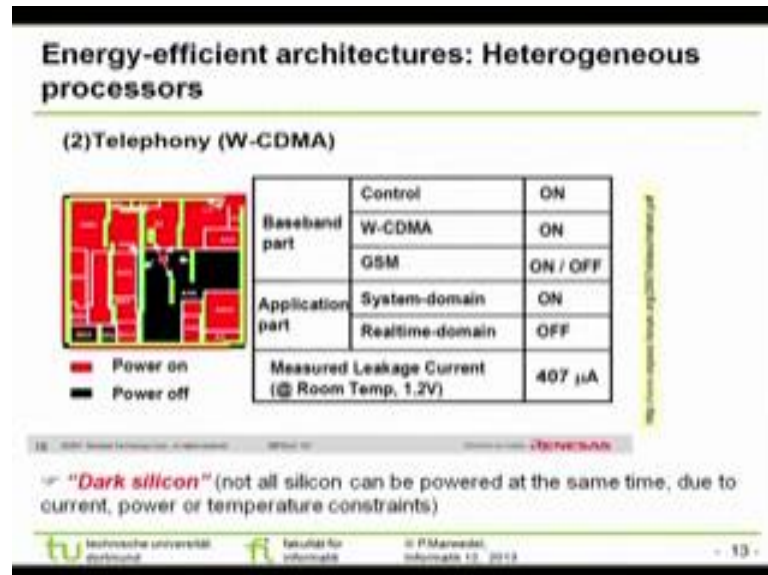 Energy-efficient architectures: Heterogeneous
processors
(2)Telephony (W-CDMA)
Baseband part
Control ON
W-CDMA ON
GSM ON / OFF
Application part
System-domain ON
Realtime-domain OFF
Measured Leakage Current
(@ Room Temp, 1.2V)
407 µA
Power on
Power off
RENESAS
☞ "Dark silicon" (not all silicon can be powered at the same time, due to
current, power or temperature constraints)
tu technische universität
dortmund
fi fakultät für
informatik
© P.Marwedel,
Informatik 12, 2013
- 13 -